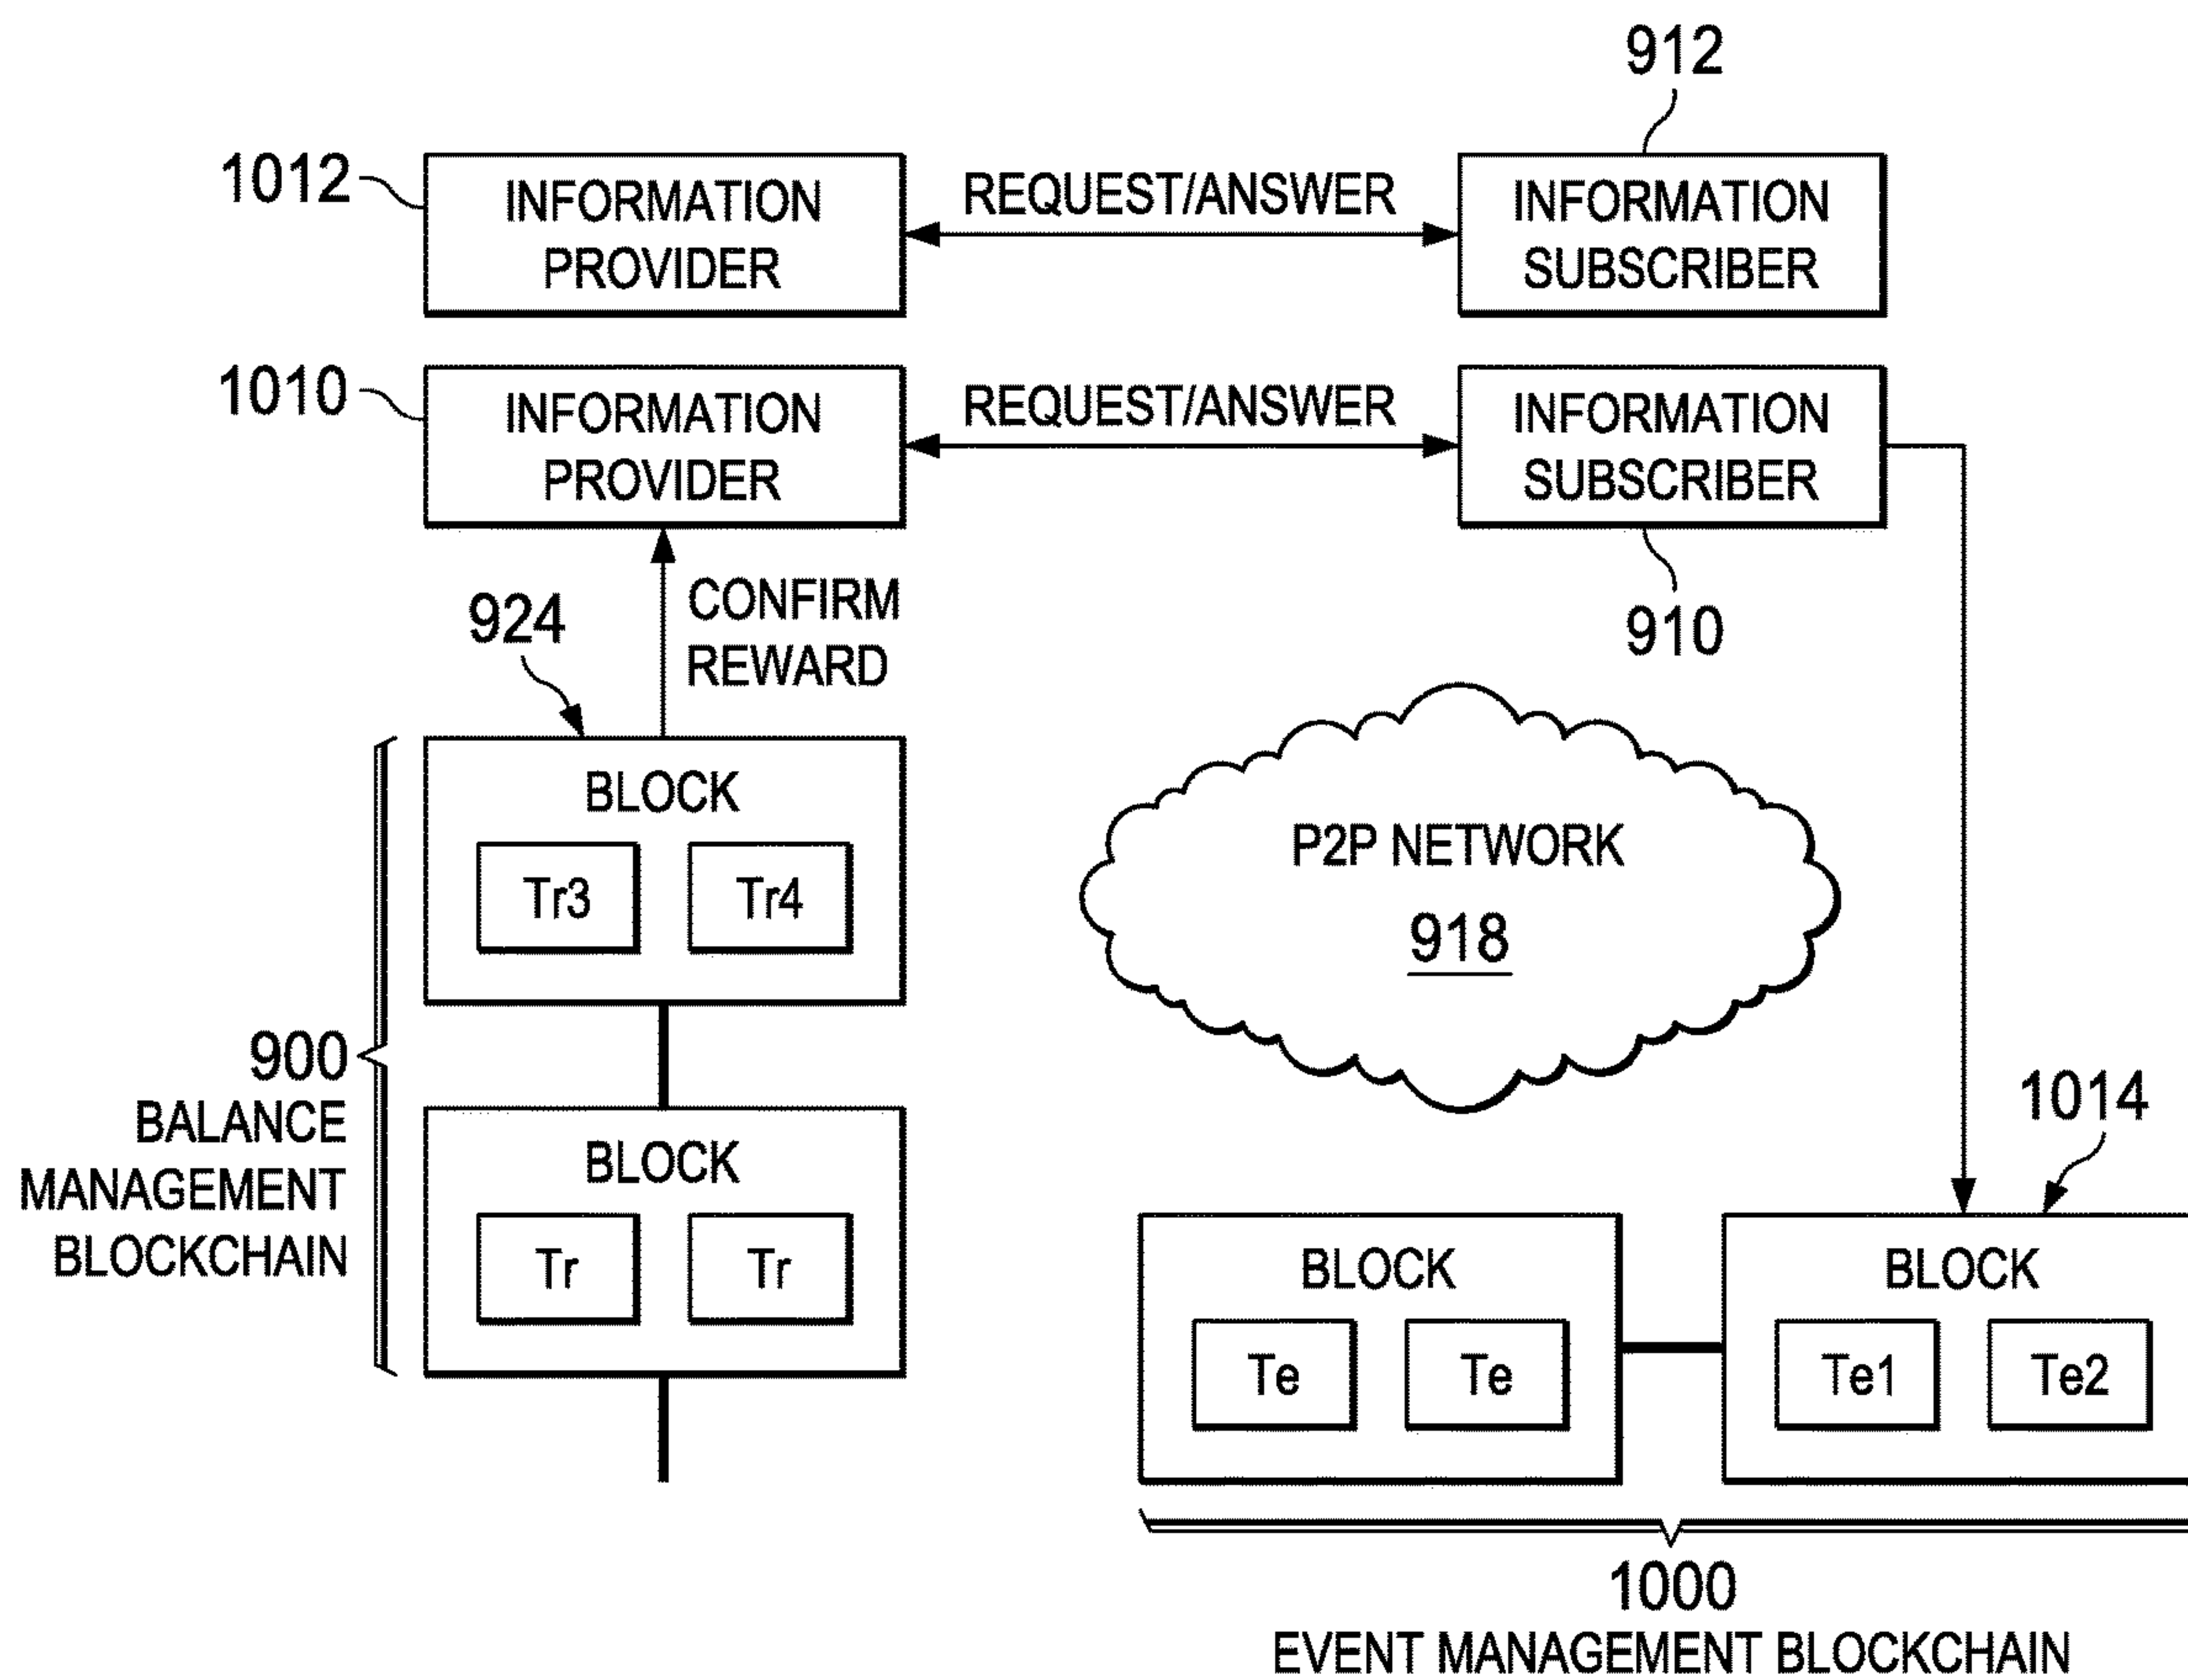 912
1012
INFORMATION
PROVIDER
REQUEST/ANSWER
INFORMATION
SUBSCRIBER
1010
INFORMATION
PROVIDER
REQUEST/ANSWER
INFORMATION
SUBSCRIBER
910
924
CONFIRM
REWARD
BLOCK
Tr3
Tr4
P2P NETWORK
918
900
BALANCE
MANAGEMENT
BLOCKCHAIN
BLOCK
Tr
Tr
1014
BLOCK
Te
Te
BLOCK
Te1
Te2
1000
EVENT MANAGEMENT BLOCKCHAIN